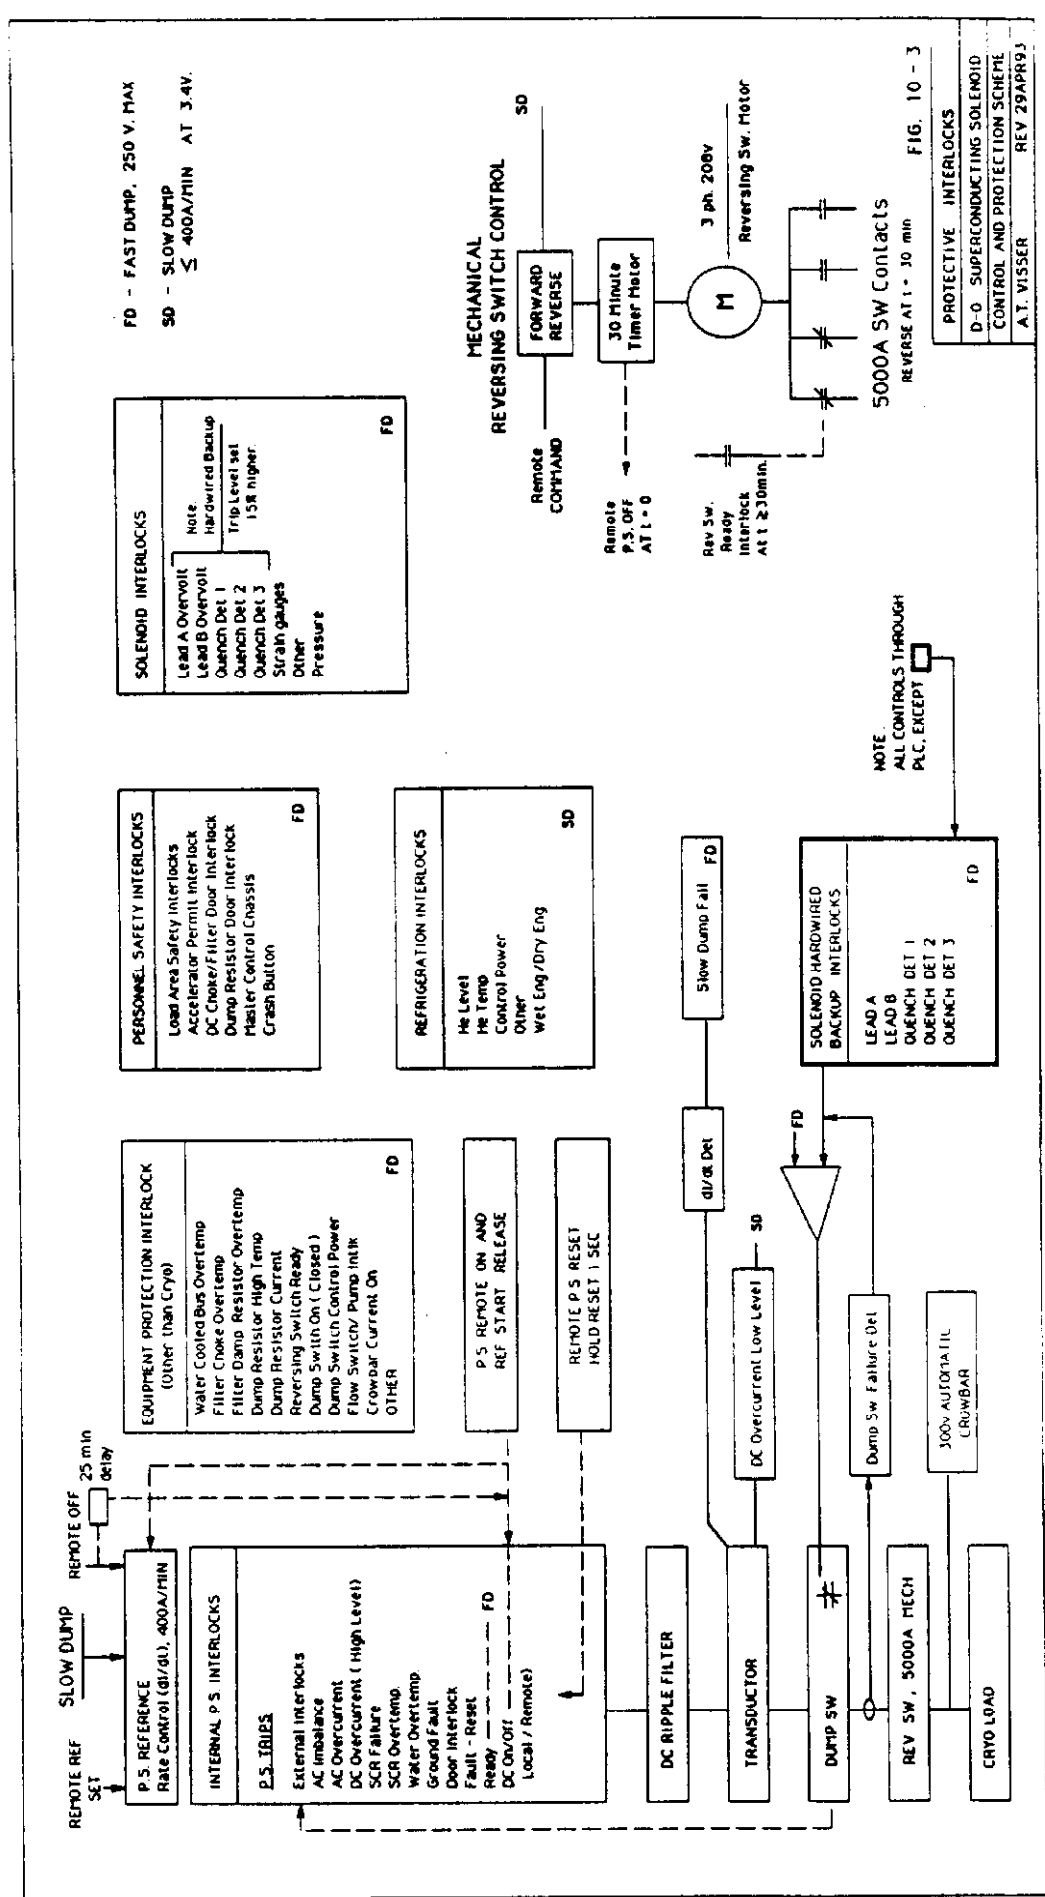 FD - FAST DUMP, 250 V. MAX
SD - SLOW DUMP
≤ 400A/MIN AT 3.4V.
REMOTE REF
SET
SLOW DUMP
REMOTE OFF
25 min
delay
P.S. REFERENCE
Rate Control (dI/dt), 400A/MIN
INTERNAL P.S. INTERLOCKS
P.S. TRIPS
External Interlocks
AC Imbalance
AC Overcurrent
DC Overcurrent (High Level)
SCR Failure
SCR Overtemp.
Water Overtemp.
Ground Fault
Door Interlock
Fault - Reset
Ready FD
DC On/Off
Local / Remote)
EQUIPMENT PROTECTION INTERLOCK
(Other than Cryo)
Water Cooled Bus Overtemp
Filter Choke Overtemp
Filter Damp Resistor Overtemp
Dump Resistor High Temp
Dump Resistor Current
Reversing Switch Ready
Dump Swith On ( Closed )
Dump Switch Control Power
Flow Switch/ Pump Intlk
Crowbar Current On
OTHER
FD
PERSONNEL SAFETY INTERLOCKS
Load Area Safety Interlocks
Accelerator Permit Interlock
DC Choke/Filter Door Interlock
Dump Resistor Door Interlock
Master Control Chassis
Crash Button
FD
SOLENOID INTERLOCKS
Lead A Overvolt
Lead B Overvolt
Quench Det 1
Quench Det 2
Quench Det 3
Strain gauges
Other
Pressure
Note
Hardwired Backup
Trip Level set
15% higher.
FD
P.S REMOTE ON AND
REF START RELEASE
REMOTE P.S RESET
HOLD RESET 1 SEC
REFRIGERATION INTERLOCKS
He Level
He Temp
Control Power
Other
Wet Eng/Dry Eng
SD
MECHANICAL
REVERSING SWITCH CONTROL
Remote
COMMAND
FORWARD
REVERSE
SD
30 Minute
Timer Motor
Remote
P.S. OFF
AT t = 0
M
3 ph. 208v
Reversing Sw. Motor
Rev Sw.
Ready
Interlock
At t ≥30min.
5000A SW Contacts
REVERSE AT t = 30 min
DC RIPPLE FILTER
TRANSDUCTOR
dI/dt Det
Slow Dump Fail
FD
DC Overcurrent Low Level
SD
DUMP SW
FD
SOLENOID HARDWIRED
BACKUP INTERLOCKS
LEAD A
LEAD B
QUENCH DET 1
QUENCH DET 2
QUENCH DET 3
FD
NOTE
ALL CONTROLS THROUGH
PLC, EXCEPT
Dump Sw Failure Det
REV SW, 5000A MECH
300v AUTOMATIC
CROWBAR
CRYO LOAD
FIG. 10 - 3
PROTECTIVE INTERLOCKS
D-0 SUPERCONDUCTING SOLENOID
CONTROL AND PROTECTION SCHEME
A.T. VISSER REV 29APR93